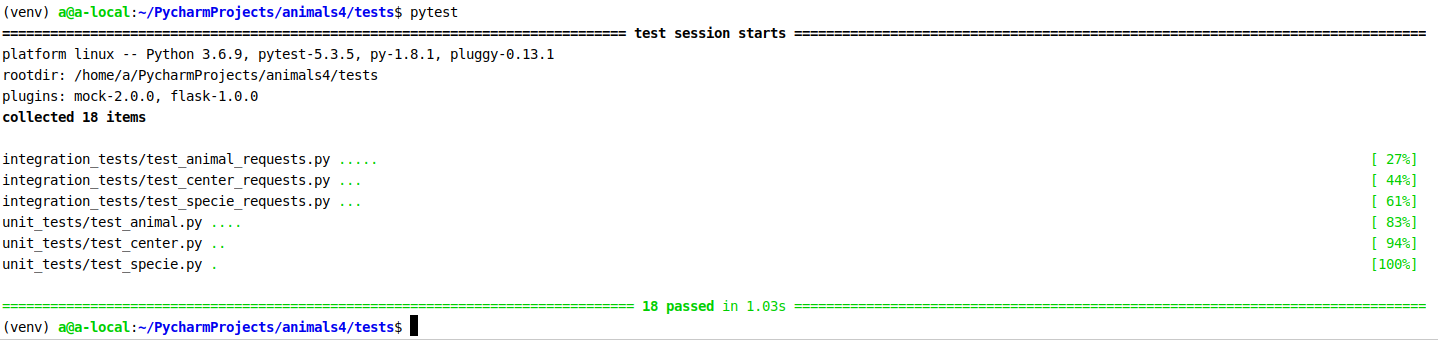 (venv) a@a-local:~/PycharmProjects/animals4/tests$ pytest
============================================================================== test session starts ===============================================================================
platform linux -- Python 3.6.9, pytest-5.3.5, py-1.8.1, pluggy-0.13.1
rootdir: /home/a/PycharmProjects/animals4/tests
plugins: mock-2.0.0, flask-1.0.0
collected 18 items
integration_tests/test_animal_requests.py ..... [ 27%]
integration_tests/test_center_requests.py ... [ 44%]
integration_tests/test_specie_requests.py ... [ 61%]
unit_tests/test_animal.py .... [ 83%]
unit_tests/test_center.py .. [ 94%]
unit_tests/test_specie.py . [100%]
=============================================================================== 18 passed in 1.03s ===============================================================================
(venv) a@a-local:~/PycharmProjects/animals4/tests$